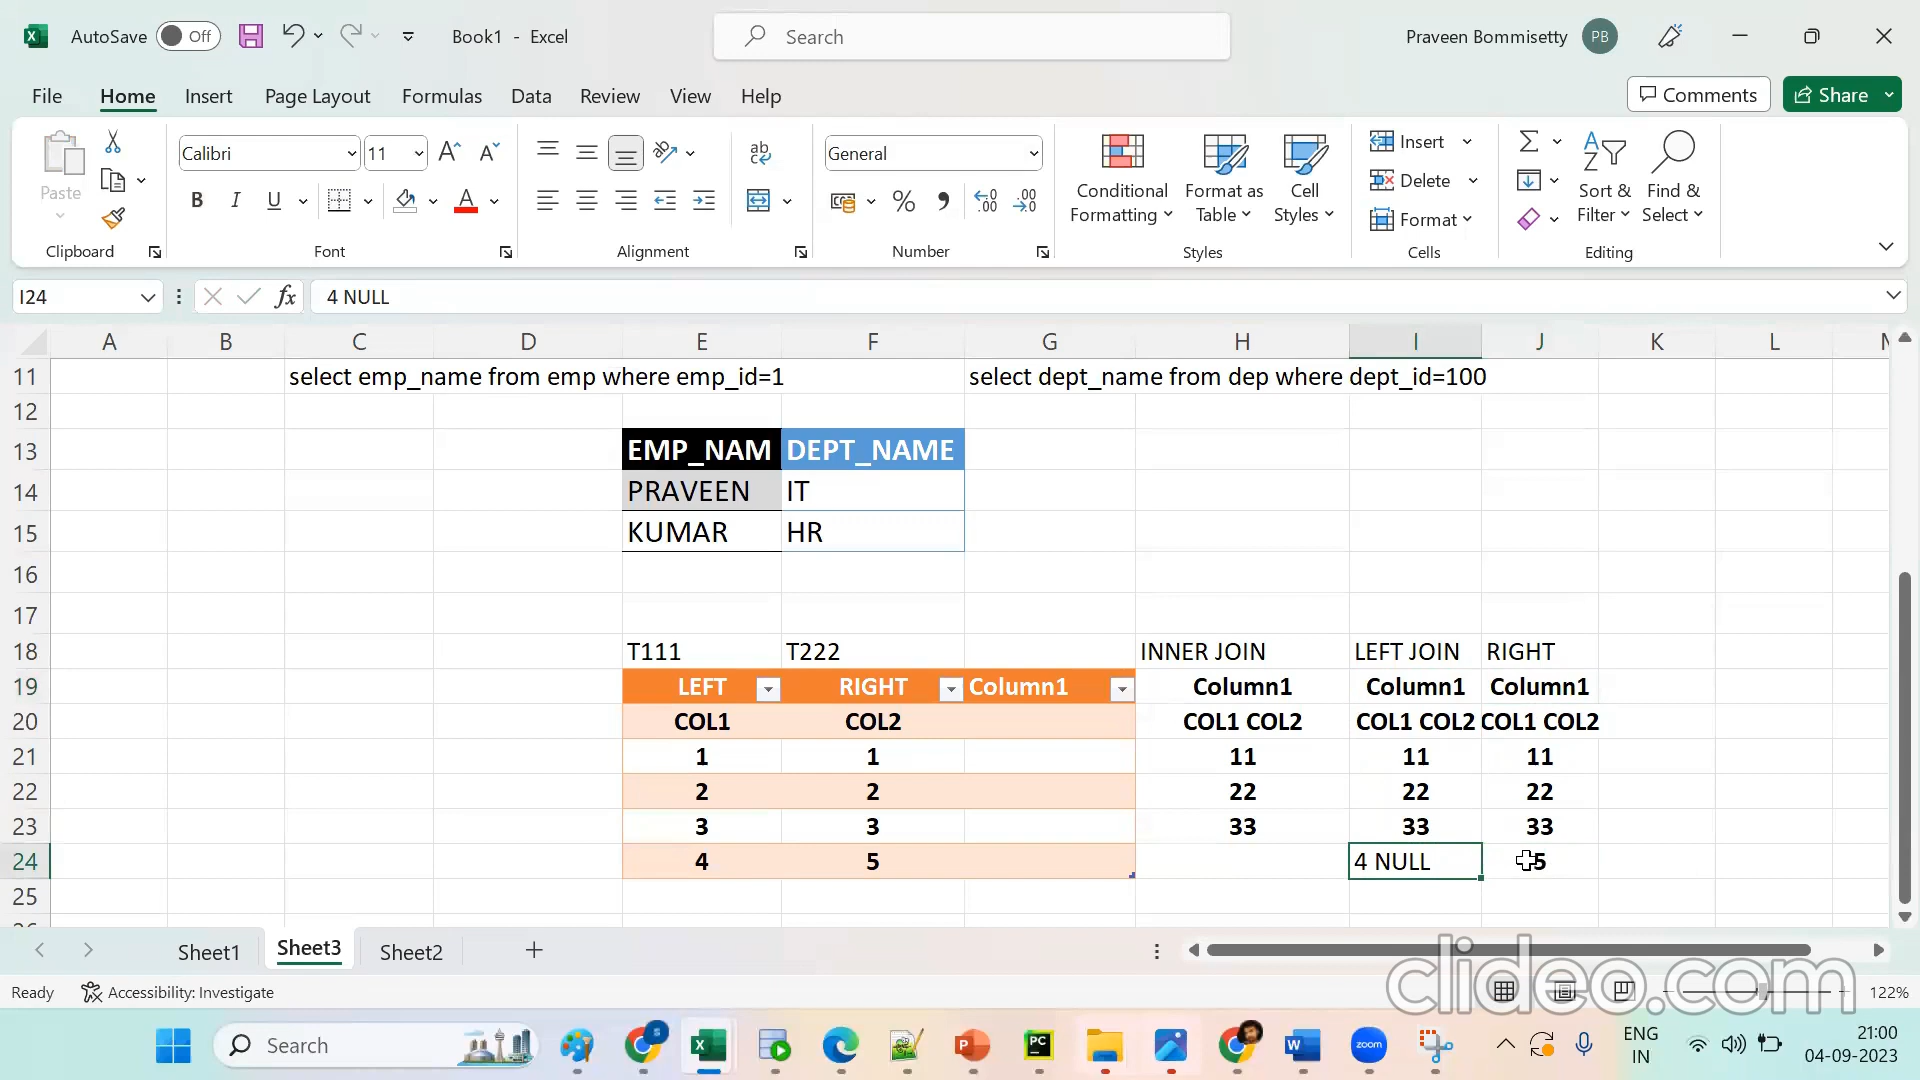 AutoSave Off Book1 - Excel Search Praveen Bommisetty PB
File Home Insert Page Layout Formulas Data Review View Help Comments Share
Paste Calibri 11 General Conditional Formatting Format as Table Cell Styles Insert Delete Format Sort & Filter Find & Select
Clipboard Font Alignment Number Styles Cells Editing
I24 fx 4 NULL
A B C D E F G H I J K L M
11 select emp_name from emp where emp_id=1 select dept_name from dep where dept_id=100
12
13 EMP_NAM DEPT_NAME
14 PRAVEEN IT
15 KUMAR HR
16
17
18 T111 T222 INNER JOIN LEFT JOIN RIGHT
19 LEFT RIGHT Column1 Column1 Column1 Column1
20 COL1 COL2 COL1 COL2 COL1 COL2 COL1 COL2
21 1 1 11 11 11
22 2 2 22 22 22
23 3 3 33 33 33
24 4 5 4 NULL 5
25
Sheet1 Sheet3 Sheet2
clideo.com
Ready Accessibility: Investigate 122%
Search zoom ENG IN 21:00 04-09-2023